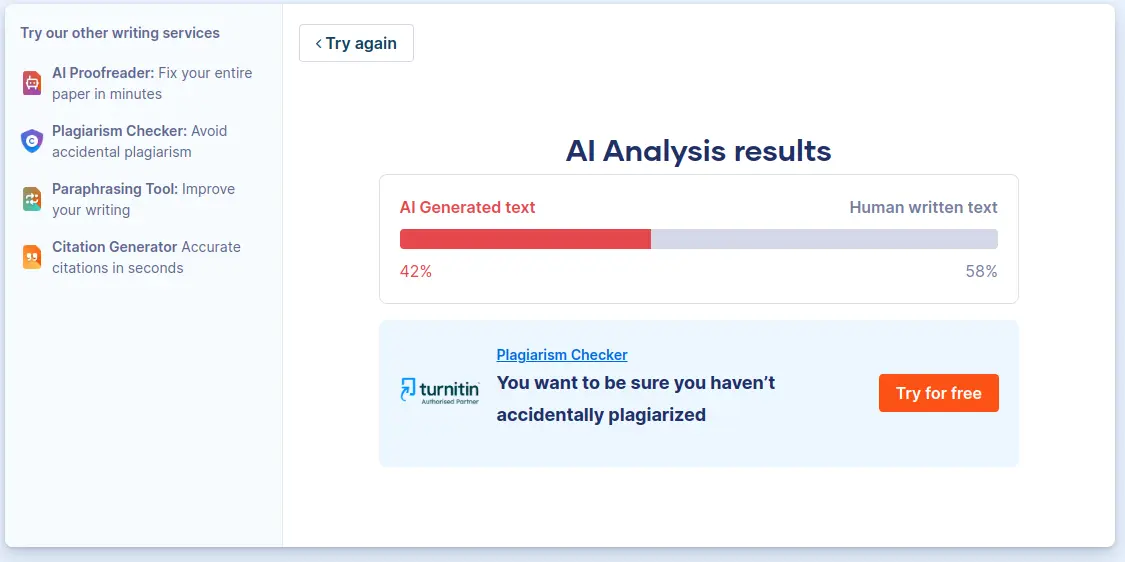 Try our other writing services
AI Proofreader: Fix your entire
paper in minutes
Plagiarism Checker: Avoid
accidental plagiarism
Paraphrasing Tool: Improve
your writing
Citation Generator Accurate
citations in seconds
Try again
AI Analysis results
AI Generated text
Human written text
42%
58%
Plagiarism Checker
turnitin
Authorised Partner
You want to be sure you haven’t
accidentally plagiarized
Try for free